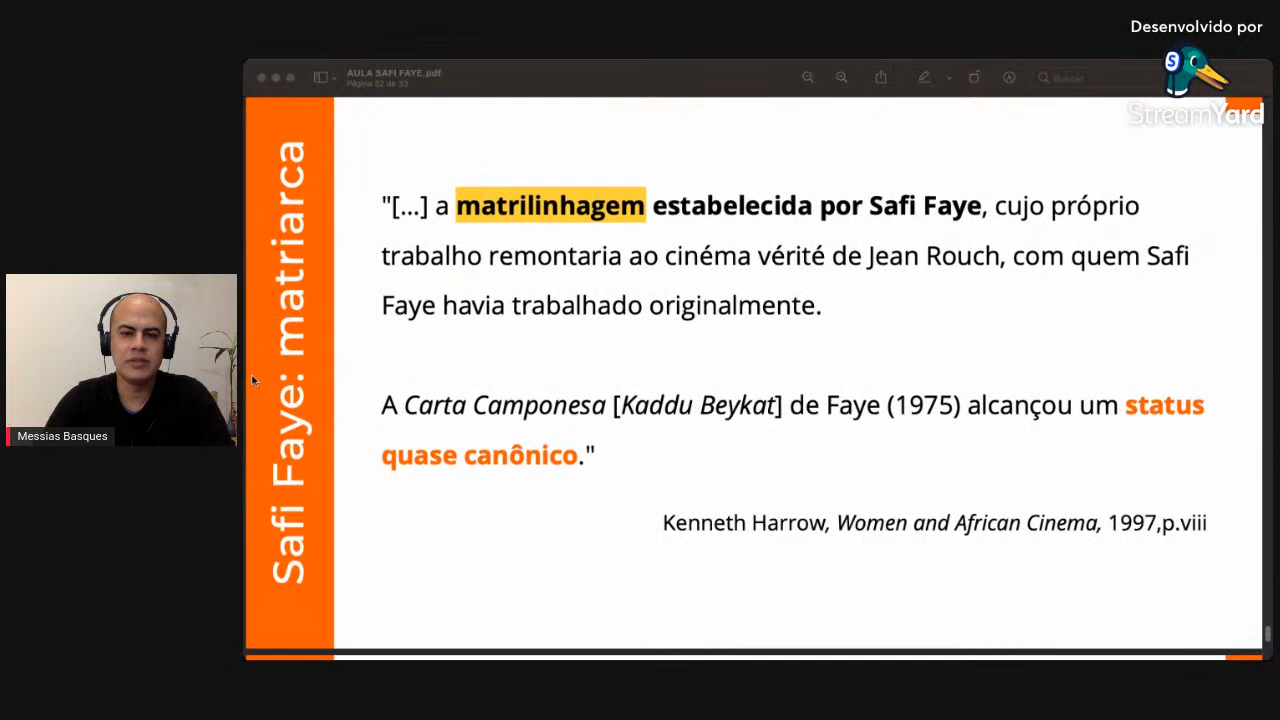 Desenvolvido por
StreamYard
AULA SAFI FAYE.pdf
Página 32 de 33
Buscar
Safi Faye: matriarca
"[...] a matrilinhagem estabelecida por Safi Faye, cujo próprio
trabalho remontaria ao cinéma vérité de Jean Rouch, com quem Safi
Faye havia trabalhado originalmente.
A Carta Camponesa [Kaddu Beykat] de Faye (1975) alcançou um status
quase canônico."
Kenneth Harrow, Women and African Cinema, 1997,p.viii
Messias Basques